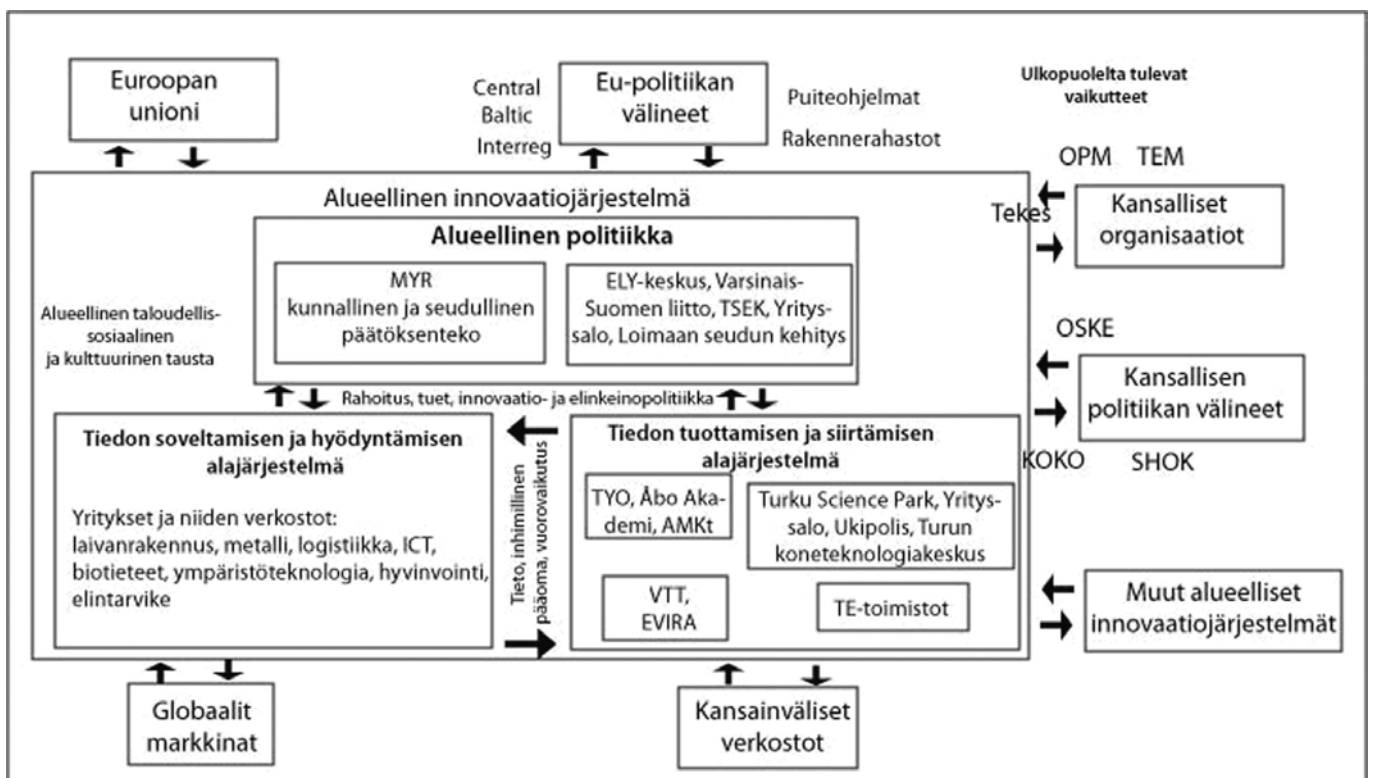 Euroopan
unioni
Central
Baltic
Interreg
Eu-politiikan
välineet
Puiteohjelmat
Rakennerahastot
Ulkopuolelta tulevat
vaikutteet
OPM TEM
Tekes
Kansalliset
organisaatiot
Alueellinen innovaatiojärjestelmä
Alueellinen politiikka
MYR
kunnallinen ja seudullinen
päätöksenteko
ELY-keskus, Varsinais-
Suomen liitto, TSEK, Yritys-
salo, Loimaan seudun kehitys
Alueellinen taloudellis-
sosiaalinen
ja kulttuurinen tausta
OSKE
Kansallisen
politiikan välineet
KOKO SHOK
Rahoitus, tuet, innovaatio- ja elinkeinopolitiikka
Tiedon soveltamisen ja hyödyntämisen
alajärjestelmä
Yritykset ja niiden verkostot:
laivanrakennus, metalli, logistiikka, ICT,
biotieteet, ympäristöteknologia, hyvinvointi,
elintarvike
Tieto, inhimillinen
pääoma, vuorovaikutus
Tiedon tuottamisen ja siirtämisen
alajärjestelmä
TYO, Åbo Aka-
demi, AMKt
Turku Science Park, Yritys-
salo, Ukipolis, Turun
koneteknologiakeskus
VTT,
EVIRA
TE-toimistot
Muut alueelliset
innovaatiojärjestelmät
Globaalit
markkinat
Kansainväliset
verkostot